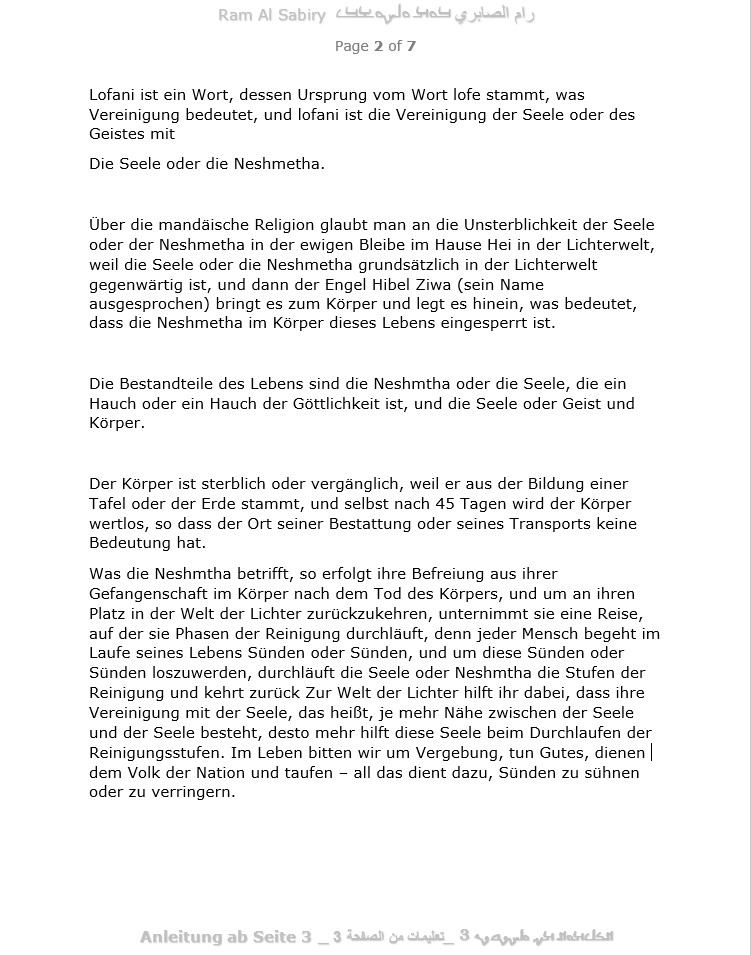 Ram Al Sabiry رام الصابري
Page 2 of 7
Lofani ist ein Wort, dessen Ursprung vom Wort lofe stammt, was
Vereinigung bedeutet, und lofani ist die Vereinigung der Seele oder des
Geistes mit
Die Seele oder die Neshmetha.
Über die mandäische Religion glaubt man an die Unsterblichkeit der Seele
oder der Neshmetha in der ewigen Bleibe im Hause Hei in der Lichterwelt,
weil die Seele oder die Neshmetha grundsätzlich in der Lichterwelt
gegenwärtig ist, und dann der Engel Hibel Ziwa (sein Name
ausgesprochen) bringt es zum Körper und legt es hinein, was bedeutet,
dass die Neshmetha im Körper dieses Lebens eingesperrt ist.
Die Bestandteile des Lebens sind die Neshmtha oder die Seele, die ein
Hauch oder ein Hauch der Göttlichkeit ist, und die Seele oder Geist und
Körper.
Der Körper ist sterblich oder vergänglich, weil er aus der Bildung einer
Tafel oder der Erde stammt, und selbst nach 45 Tagen wird der Körper
wertlos, so dass der Ort seiner Bestattung oder seines Transports keine
Bedeutung hat.
Was die Neshmtha betrifft, so erfolgt ihre Befreiung aus ihrer
Gefangenschaft im Körper nach dem Tod des Körpers, und um an ihren
Platz in der Welt der Lichter zurückzukehren, unternimmt sie eine Reise,
auf der sie Phasen der Reinigung durchläuft, denn jeder Mensch begeht im
Laufe seines Lebens Sünden oder Sünden, und um diese Sünden oder
Sünden loszuwerden, durchläuft die Seele oder Neshmtha die Stufen der
Reinigung und kehrt zurück Zur Welt der Lichter hilft ihr dabei, dass ihre
Vereinigung mit der Seele, das heißt, je mehr Nähe zwischen der Seele
und der Seele besteht, desto mehr hilft diese Seele beim Durchlaufen der
Reinigungsstufen. Im Leben bitten wir um Vergebung, tun Gutes, dienen
dem Volk der Nation und taufen – all das dient dazu, Sünden zu sühnen
oder zu verringern.
Anleitung ab Seite 3 _ تعليمات من الصفحة 3 _ 3